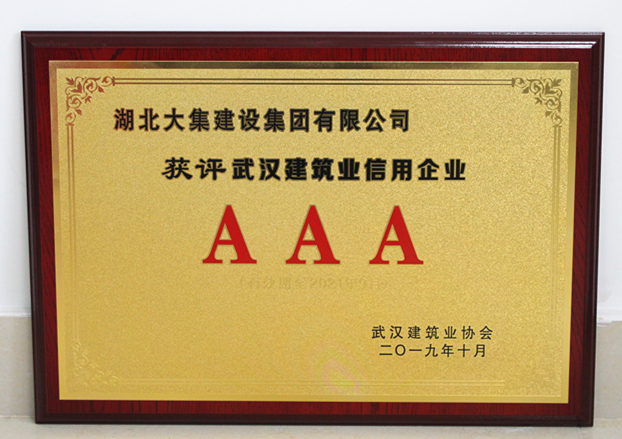 湖北大集建设集团有限公司
获评武汉建筑业信用企业
A A A
武汉建筑业协会
二〇一九年十月